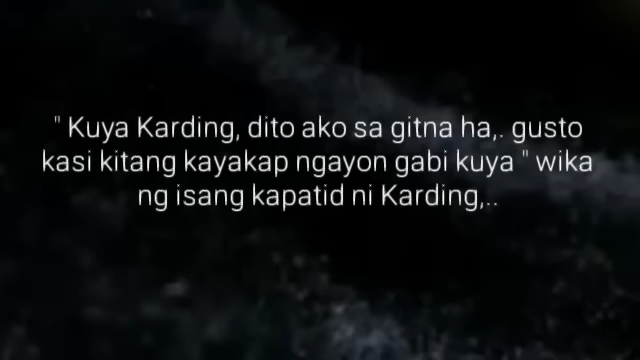 " Kuya Karding, dito ako sa gitna ha,. gusto
kasi kitang kayakap ngayon gabi kuya " wika
ng isang kapatid ni Karding,..